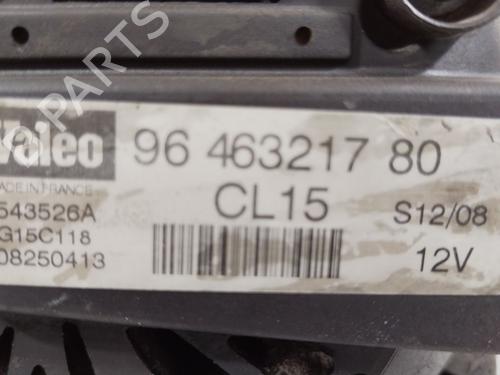 Valeo
96 463217 80
MADE IN FRANCE
543526A
CL15
S12/08
G15C118
08250413
12V
B-PARTS